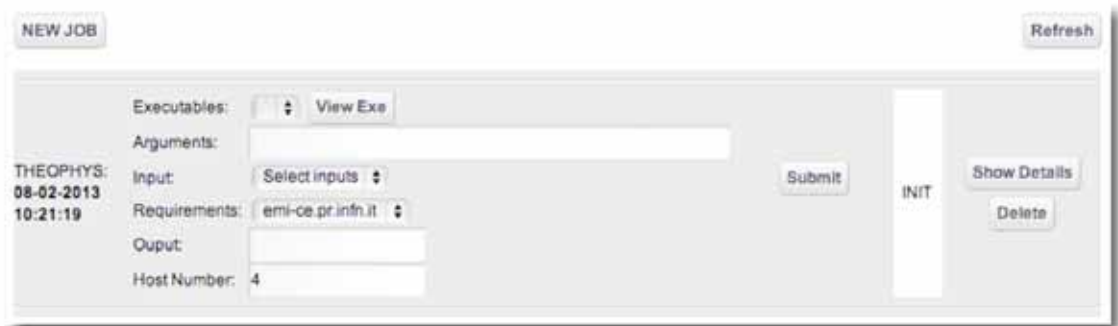 NEW JOB
Refresh
Executables:
View Exe
Arguments:
THEOPHYS:
08-02-2013
10:21:19
Input:
Select inputs
Requirements:
emi-ce.pr.infn.it
Ouput:
Host Number:
4
Submit
INIT
Show Details
Delete